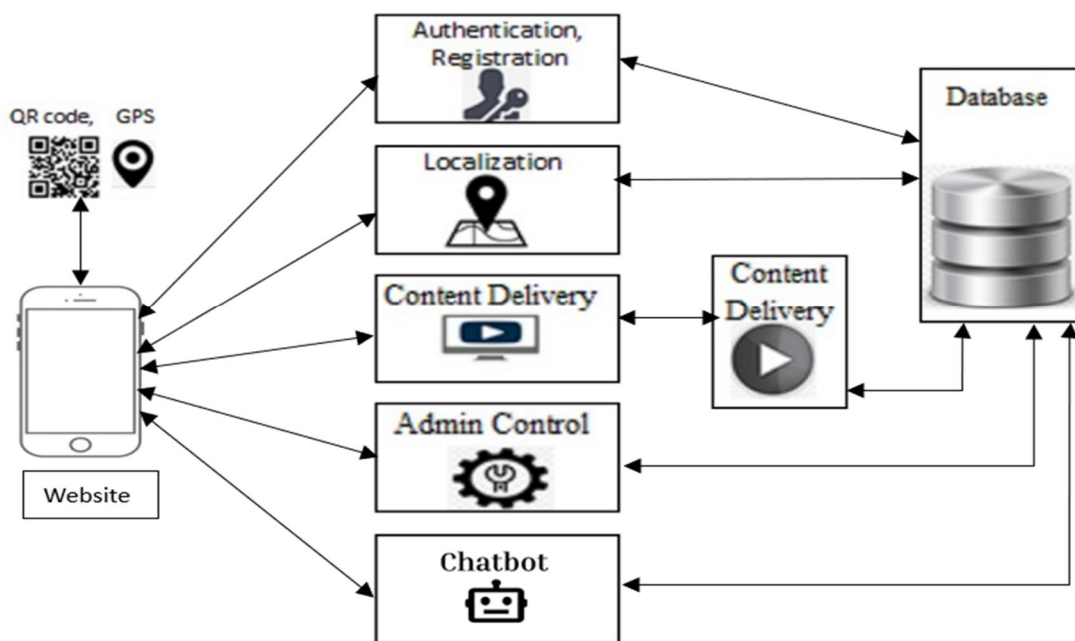 Authentication,
Registration
QR code, GPS
Database
Localization
Content Delivery
Content
Delivery
Admin Control
Website
Chatbot